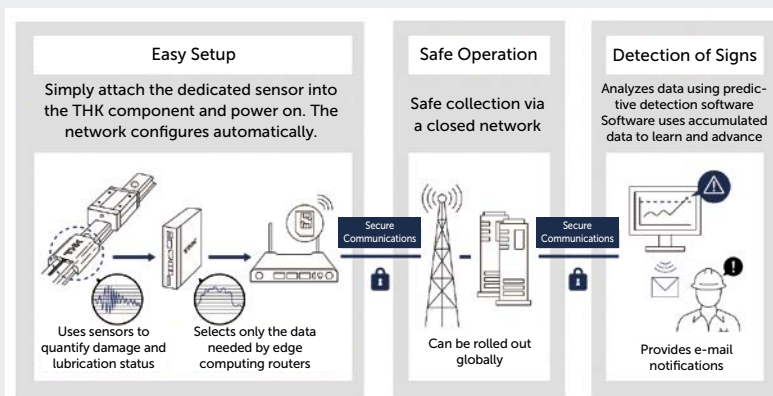 Easy Setup
Simply attach the dedicated sensor into
the THK component and power on. The
network configures automatically.
THK
Uses sensors to
quantify damage and
lubrication status
Selects only the data
needed by edge
computing routers
Secure
Communications
Safe Operation
Safe collection via
a closed network
Can be rolled out
globally
Secure
Communications
Detection of Signs
Analyzes data using predic-
tive detection software
Software uses accumulated
data to learn and advance
Provides e-mail
notifications